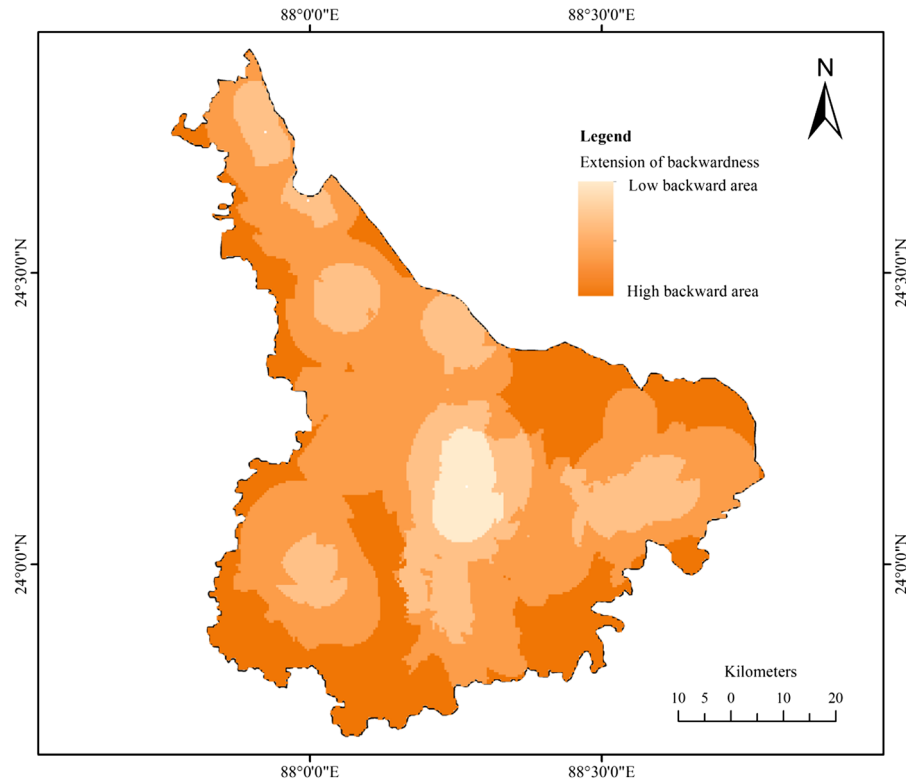 88°0'0"E 88°30'0"E
N
Legend
Extension of backwardness
Low backward area
High backward area
24°30'0"N 24°30'0"N
24°0'0"N 24°0'0"N
Kilometers
10 5 0 10 20
88°0'0"E 88°30'0"E